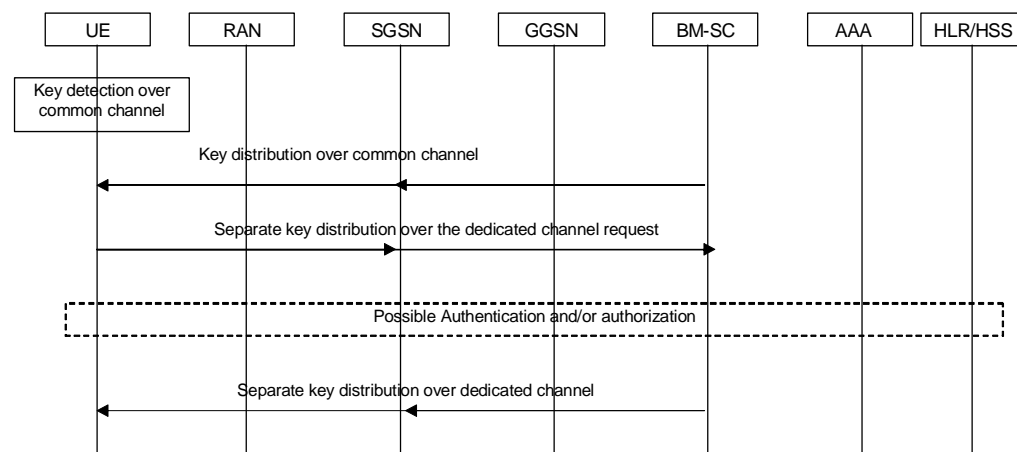 UE RAN SGSN GGSN BM-SC AAA HLR/HSS
Key detection over
common channel
Key distribution over common channel
Separate key distribution over the dedicated channel request
Possible Authentication and/or authorization
Separate key distribution over dedicated channel